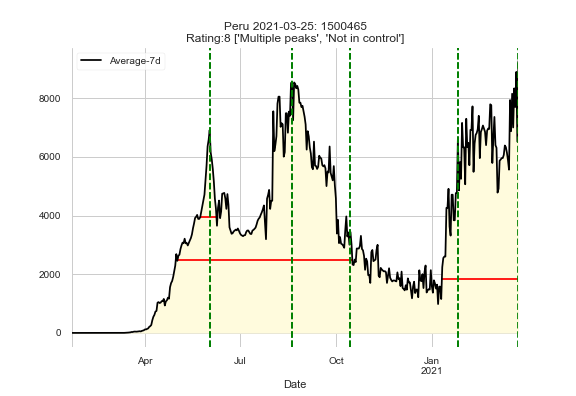 Peru 2021-03-25: 1500465
Rating:8 ['Multiple peaks', 'Not in control']
Average-7d
8000
6000
4000
2000
0
Apr
Jul
Oct
Jan
2021
Date